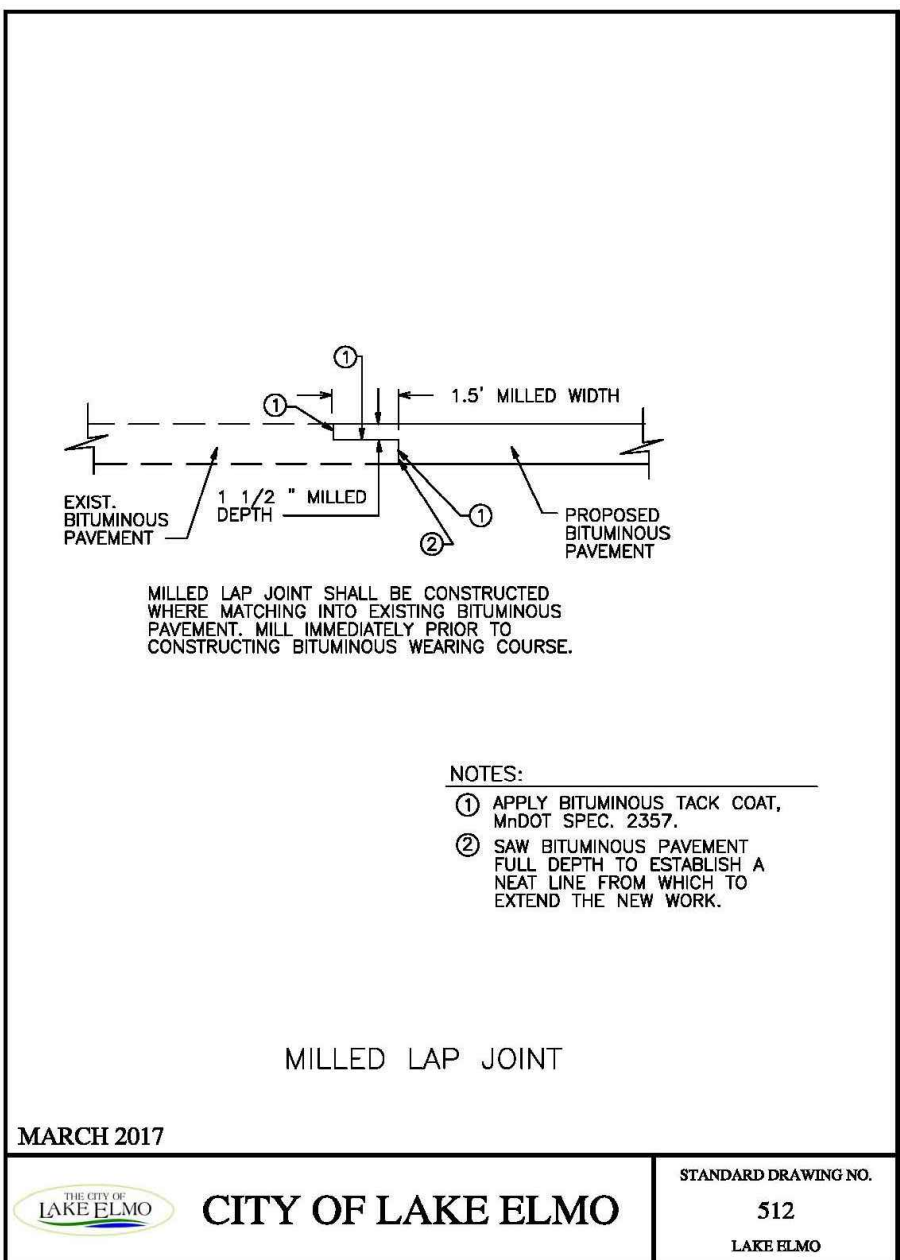 ①
①
1.5' MILLED WIDTH
EXIST.
BITUMINOUS
PAVEMENT
1 1/2 " MILLED
DEPTH
①
②
PROPOSED
BITUMINOUS
PAVEMENT
MILLED LAP JOINT SHALL BE CONSTRUCTED
WHERE MATCHING INTO EXISTING BITUMINOUS
PAVEMENT. MILL IMMEDIATELY PRIOR TO
CONSTRUCTING BITUMINOUS WEARING COURSE.
NOTES:
① APPLY BITUMINOUS TACK COAT,
MnDOT SPEC. 2357.
② SAW BITUMINOUS PAVEMENT
FULL DEPTH TO ESTABLISH A
NEAT LINE FROM WHICH TO
EXTEND THE NEW WORK.
MILLED LAP JOINT
MARCH 2017
THE CITY OF
LAKE ELMO
CITY OF LAKE ELMO
STANDARD DRAWING NO.
512
LAKE ELMO